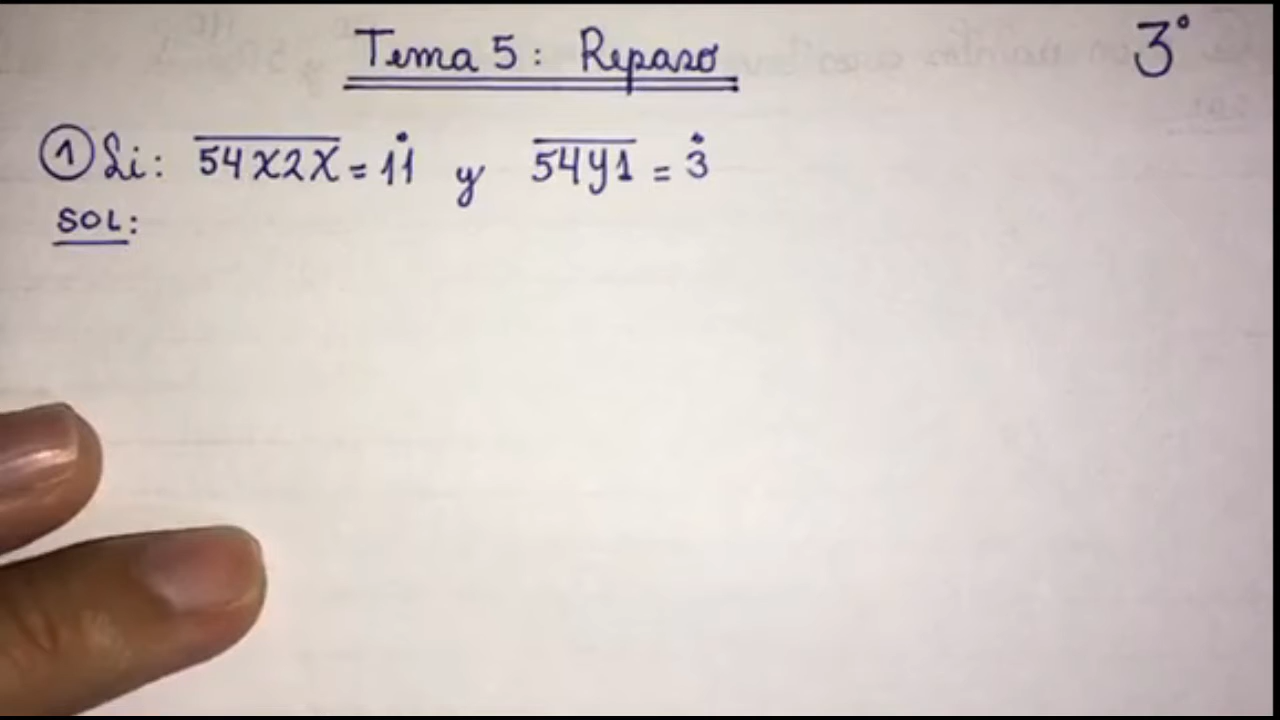 Tema 5: Repaso
3°
① Si: 54X2X = 11 y 54y1 = 3
SOL: